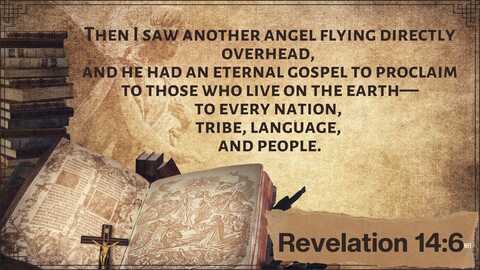 Then I saw another angel flying directly
overhead,
and he had an eternal gospel to proclaim
to those who live on the earth—
to every nation,
tribe, language,
and people.
Revelation 14:6